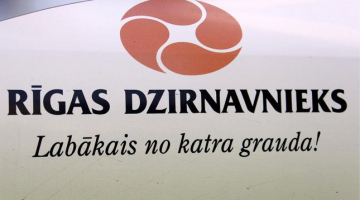 RĪGAS DZIRNAVNIEKS
Labākais no katra grauda!